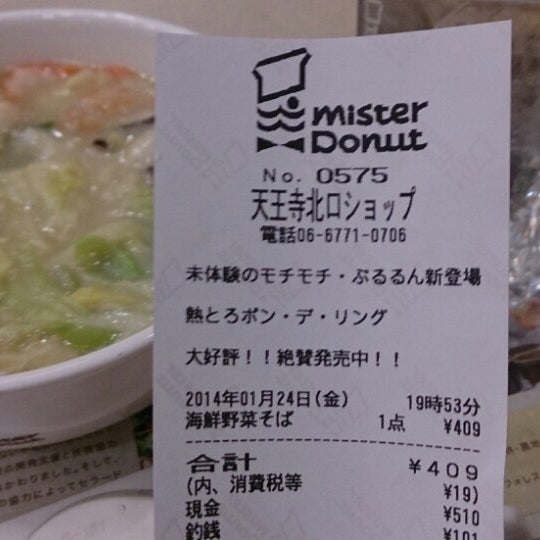 mister
Donut
No. 0575
天王寺北口ショップ
電話06-6771-0706
未体験のモチモチ・ぷるるん新登場
熱とろポン・デ・リング
大好評！！絶賛発売中！！
2014年01月24日(金) 19時53分
海鮮野菜そば 1点 ¥409
合計 ¥409
(内、消費税等 ¥19)
現金 ¥510
釣銭 ¥101